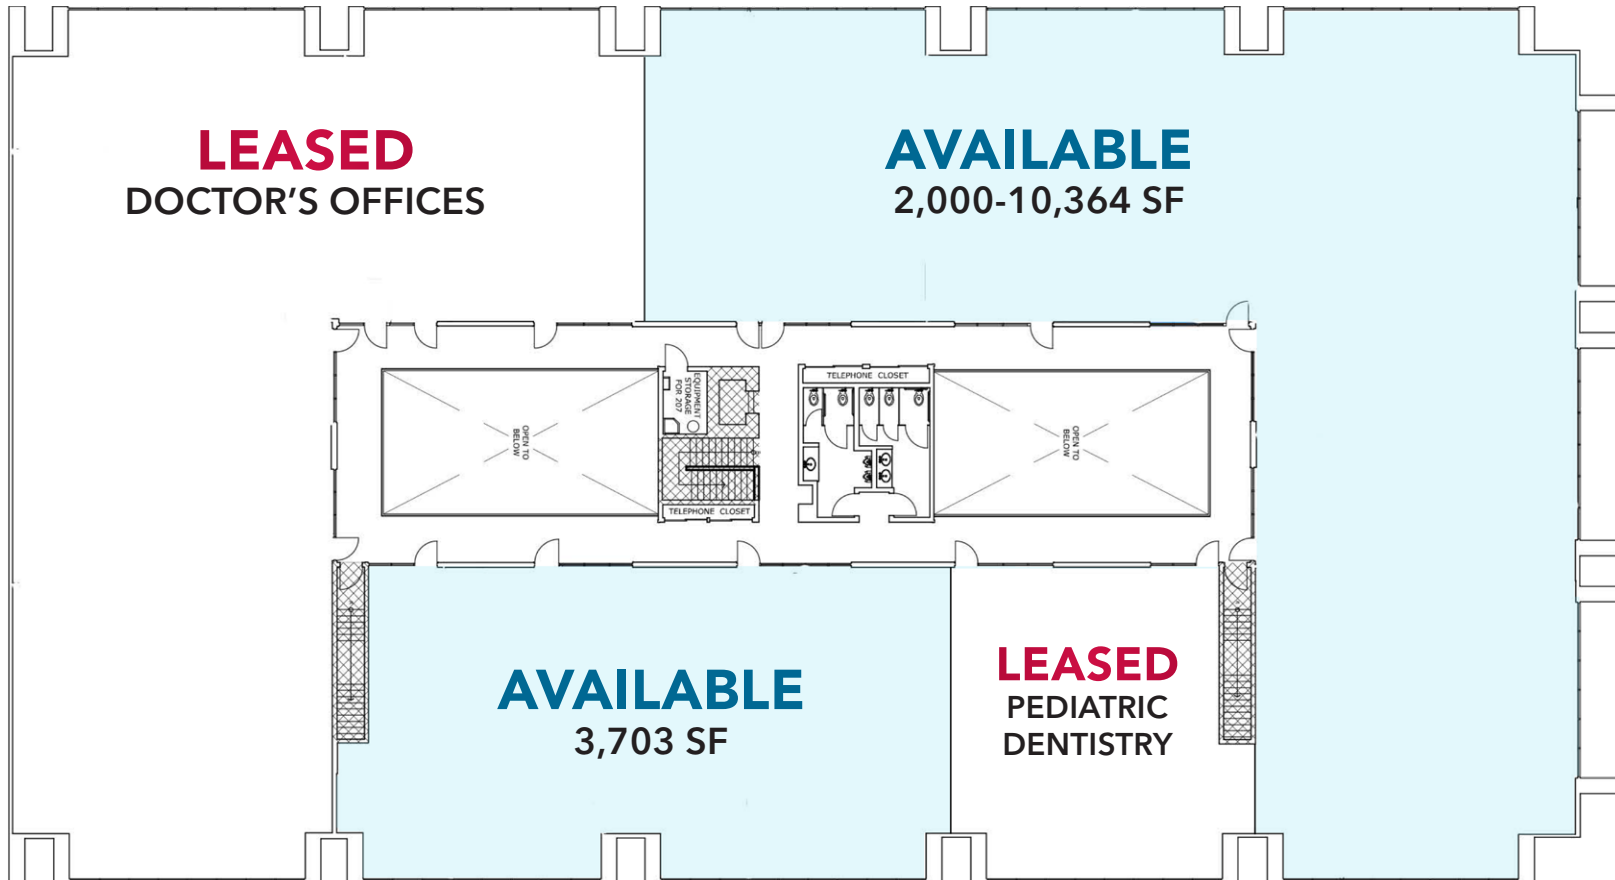 LEASED
DOCTOR'S OFFICES
AVAILABLE
2,000-10,364 SF
OPEN TO
BELOW
EQUIPMENT
STORAGE
FOR 207
TELEPHONE CLOSET
TELEPHONE CLOSET
OPEN TO
BELOW
AVAILABLE
3,703 SF
LEASED
PEDIATRIC
DENTISTRY